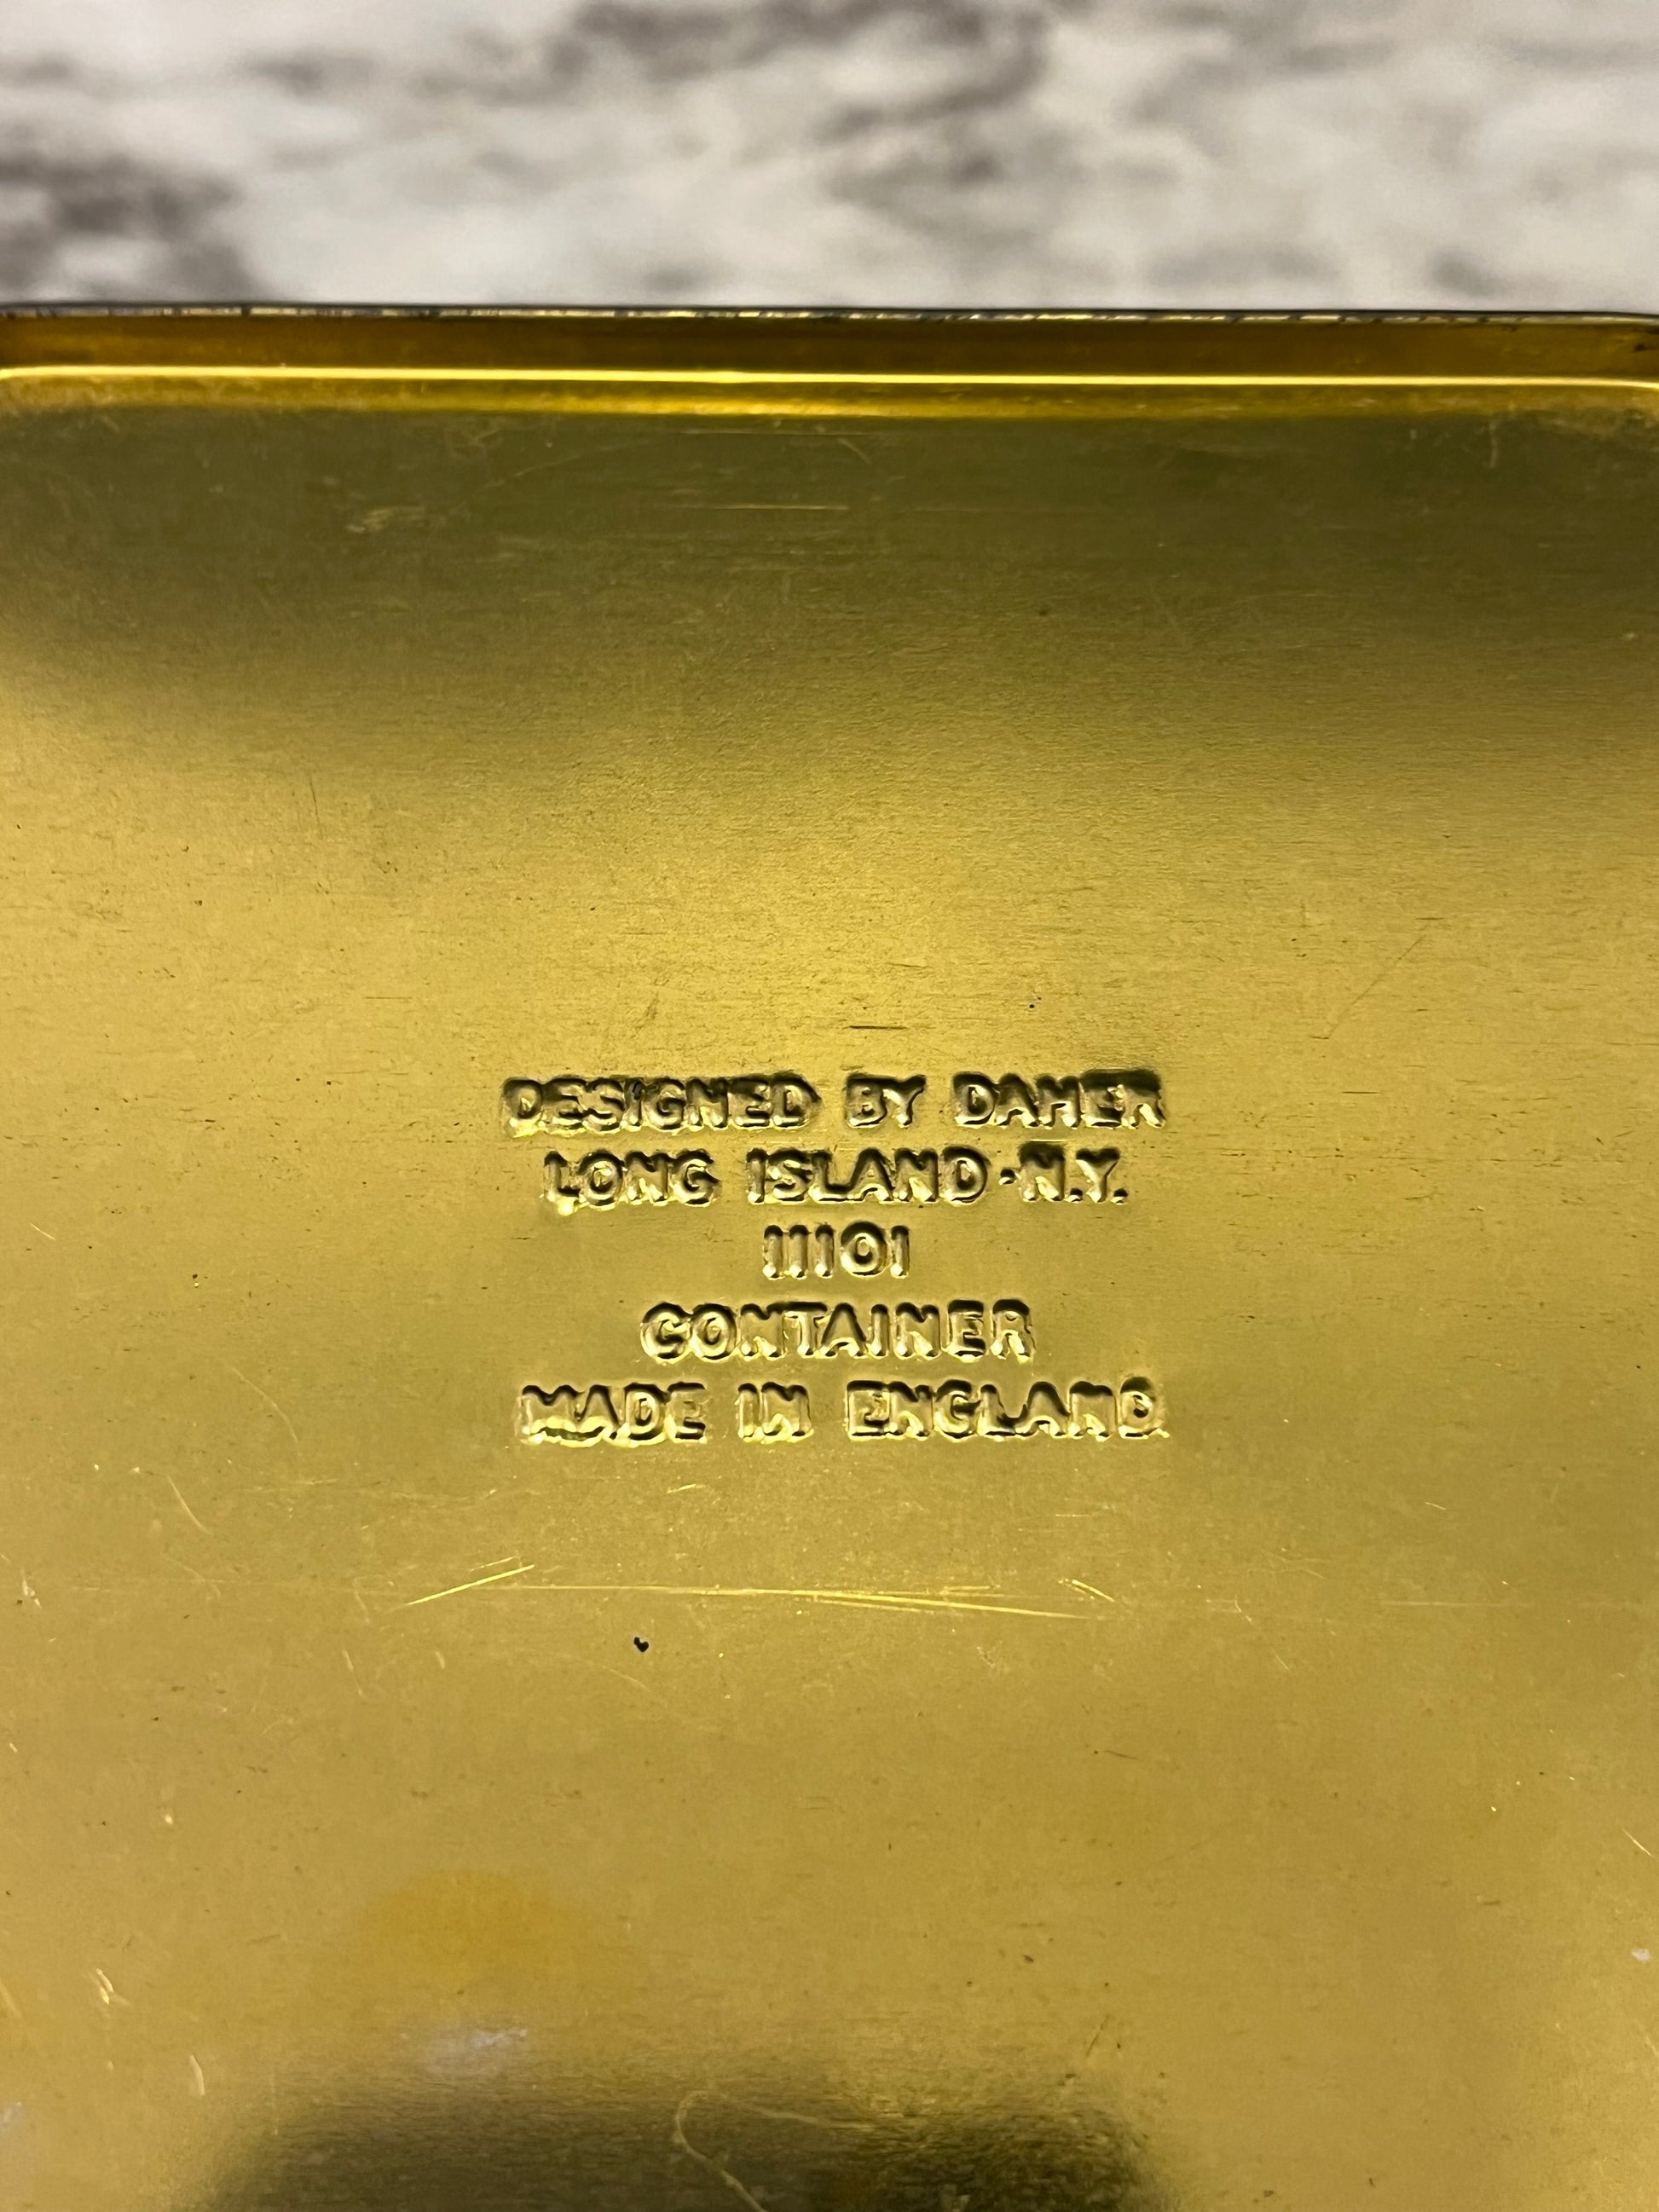 DESIGNED BY DAHER
LONG ISLAND·N.Y.
11101
CONTAINER
MADE IN ENGLAND